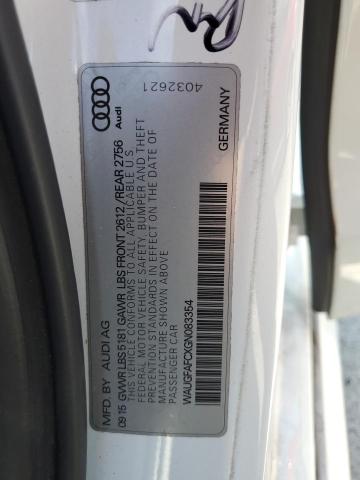 4032621
GERMANY
Audi
MFD. BY AUDI AG
09 15 GVWR LBS 5181 GAWR LBS FRONT 2612 /REAR 2756
THIS VEHICLE CONFORMS TO ALL APPLICABLE U S
FEDERAL MOTOR VEHICLE SAFETY, BUMPER AND THEFT
PREVENTION STANDARDS IN EFFECT ON THE DATE OF
MANUFACTURE SHOWN ABOVE.
PASSENGER CAR
WAUGFAFCXGN083354